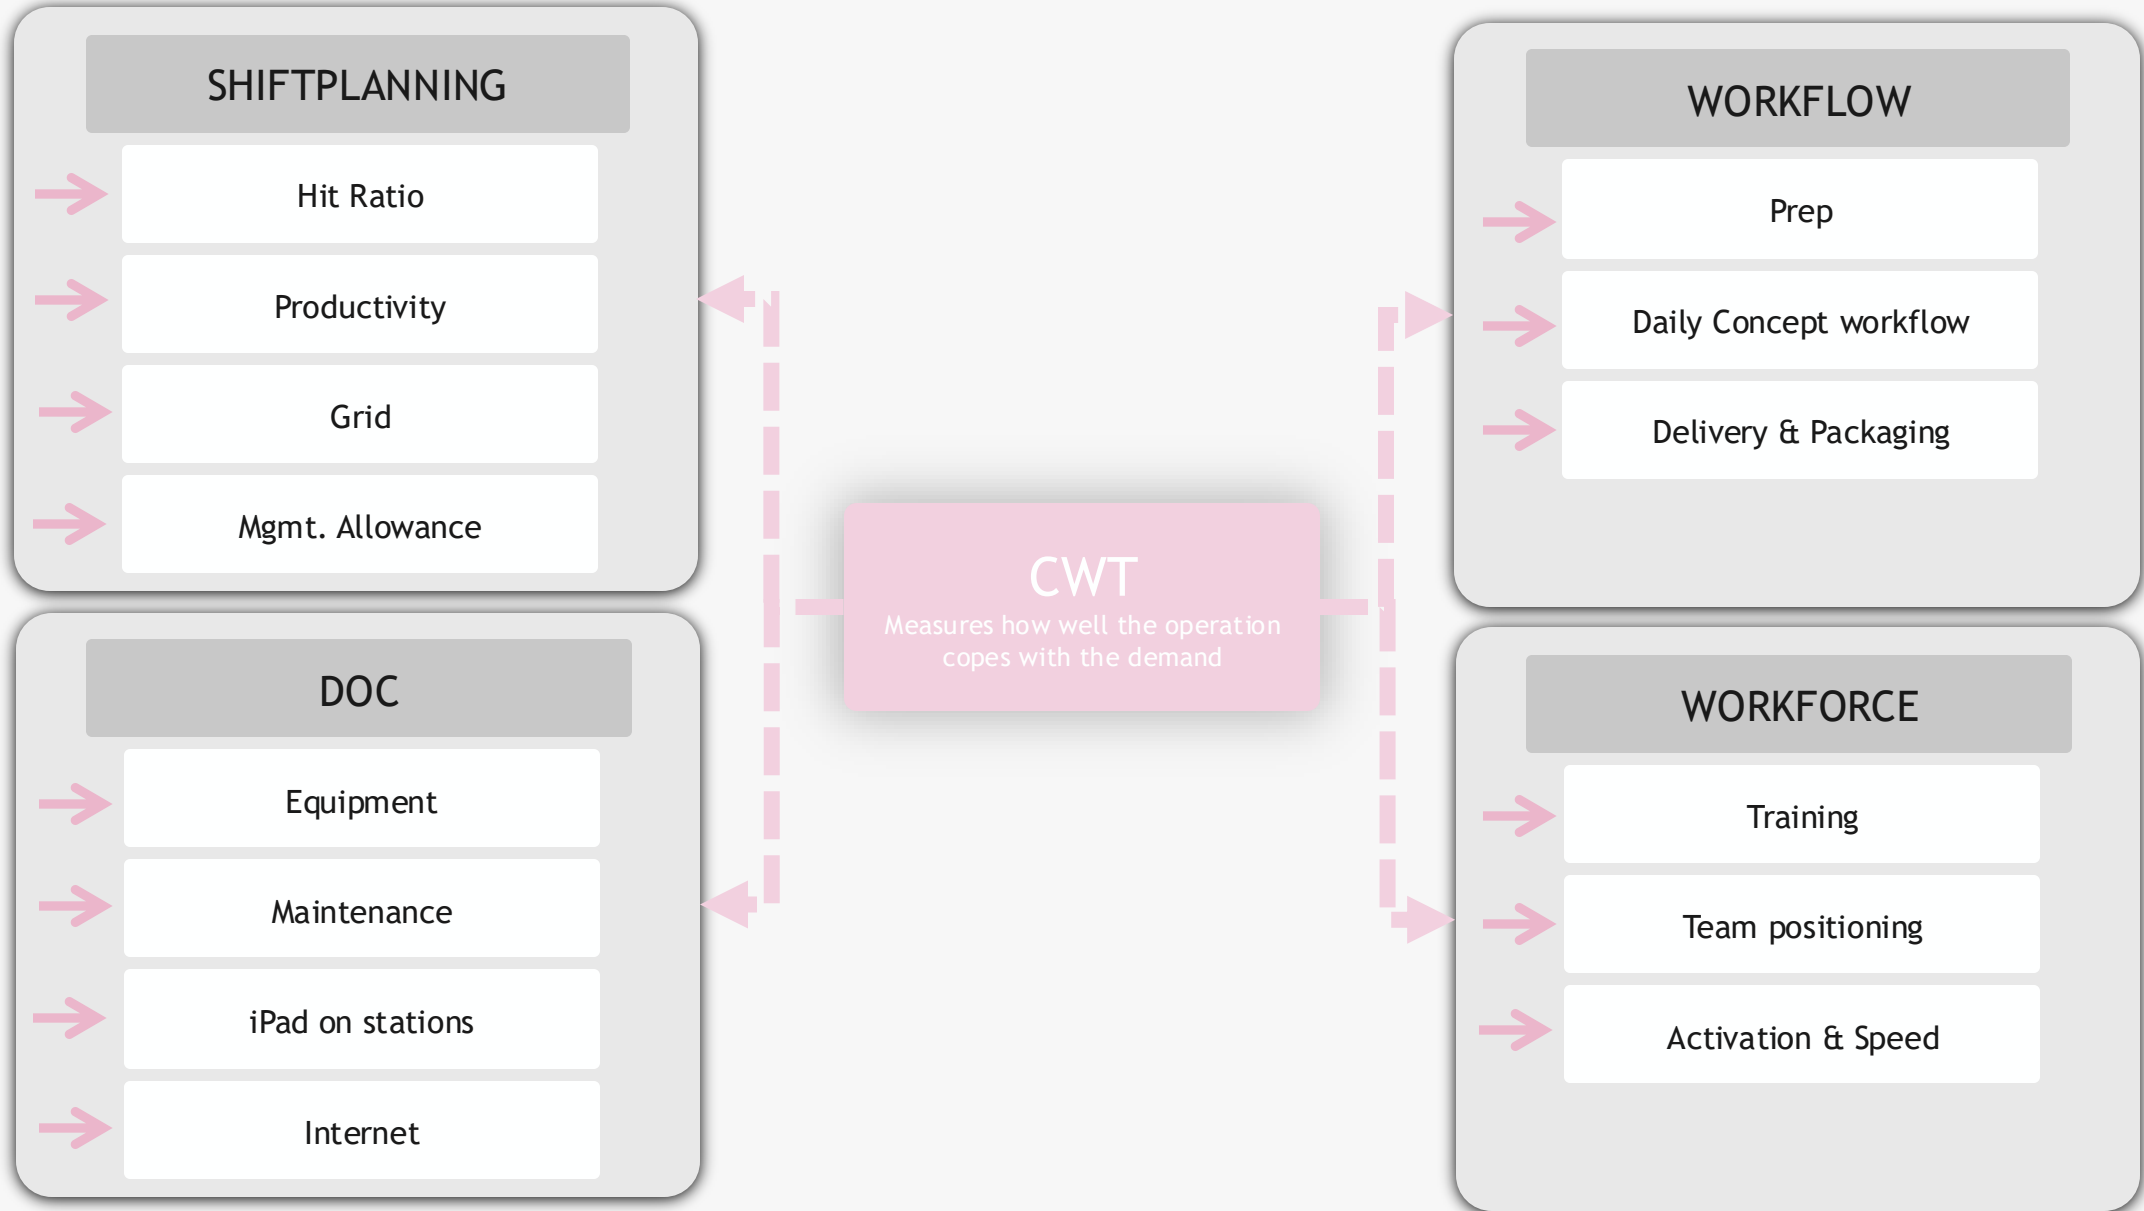 SHIFTPLANNING
Hit Ratio
Productivity
Grid
Mgmt. Allowance
DOC
Equipment
Maintenance
iPad on stations
Internet
CWT
Measures how well the operation
copes with the demand
WORKFLOW
Prep
Daily Concept workflow
Delivery & Packaging
WORKFORCE
Training
Team positioning
Activation & Speed